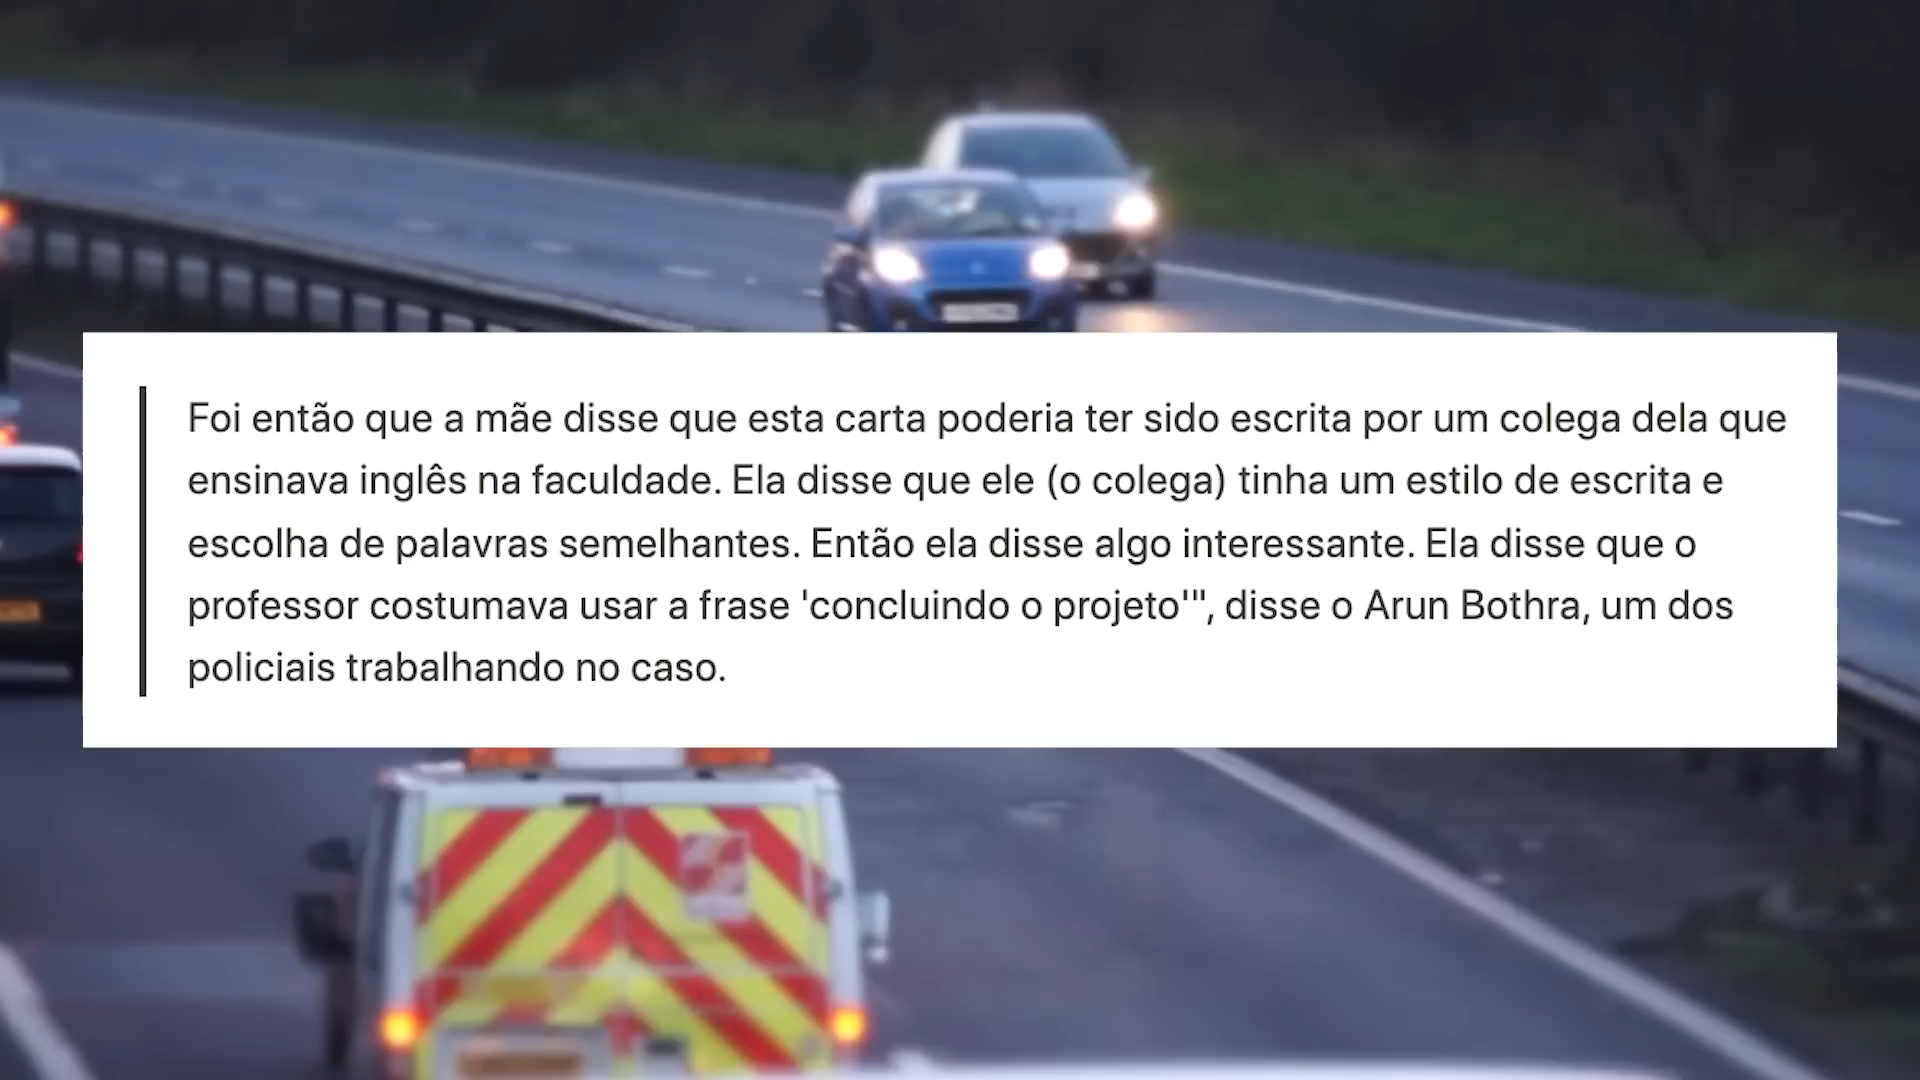 Foi então que a mãe disse que esta carta poderia ter sido escrita por um colega dela que
ensinava inglês na faculdade. Ela disse que ele (o colega) tinha um estilo de escrita e
escolha de palavras semelhantes. Então ela disse algo interessante. Ela disse que o
professor costumava usar a frase 'concluindo o projeto'", disse o Arun Bothra, um dos
policiais trabalhando no caso.